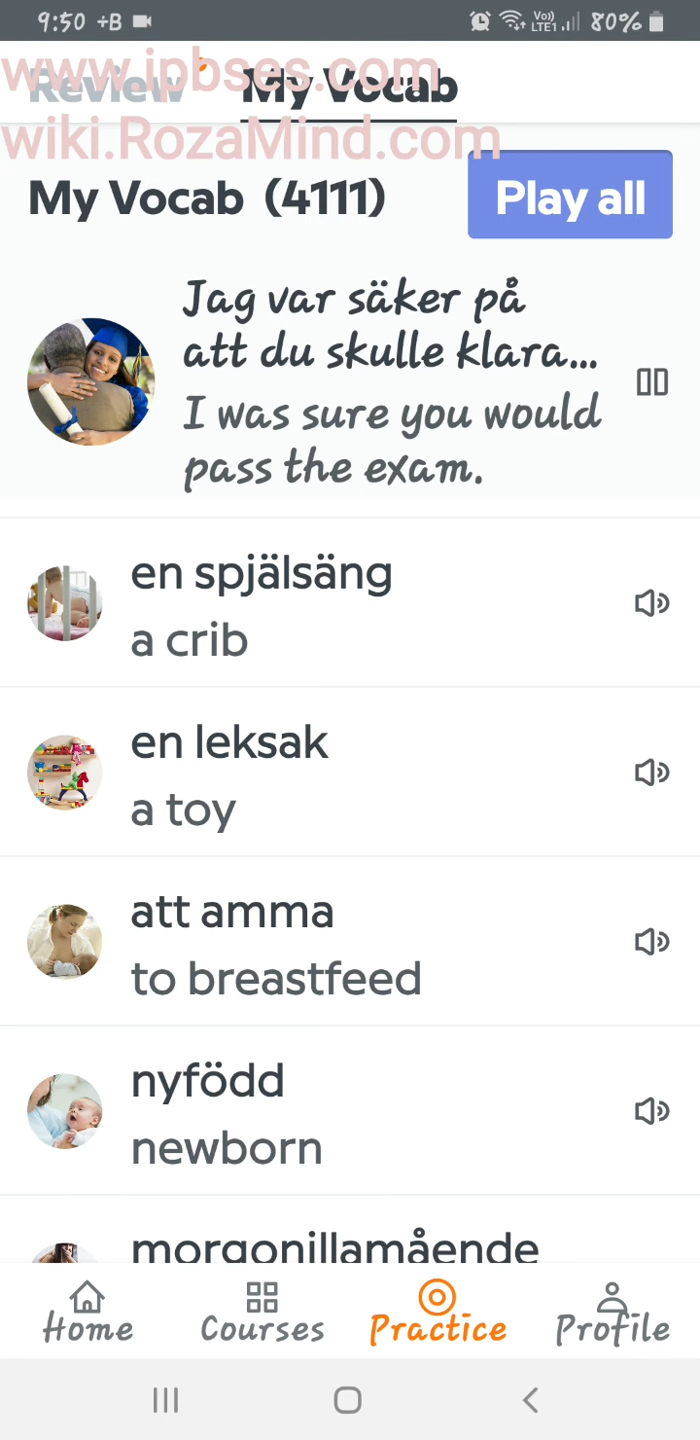 9:50 ÷B
Vo))
LTE1
80%
www.ipbses.com
Review
My Vocab
wiki.RozaMind.com
My Vocab (4111)
Play all
Jag var säker på
att du skulle klara...
I was sure you would
pass the exam.
en spjälsäng
a crib
en leksak
a toy
att amma
to breastfeed
nyfödd
newborn
morgonillamående
Home
Courses
Practice
Profile